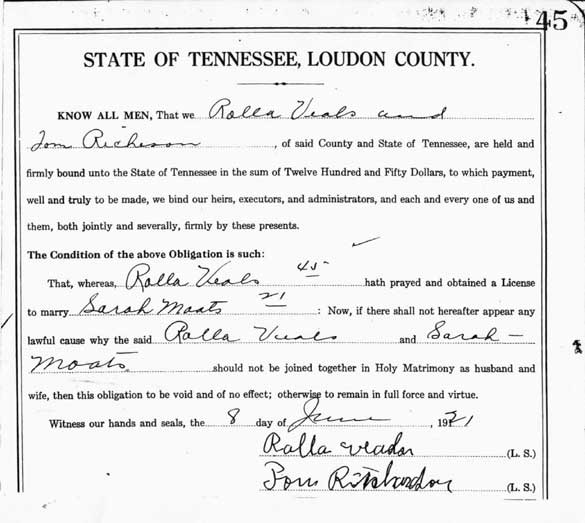 45
STATE OF TENNESSEE, LOUDON COUNTY.
KNOW ALL MEN, That we Rolla Veals and
Tom Richeson, of said County and State of Tennessee, are held and
firmly bound unto the State of Tennessee in the sum of Twelve Hundred and Fifty Dollars, to which payment,
well and truly to be made, we bind our heirs, executors, and administrators, and each and every one of us and
them, both jointly and severally, firmly by these presents.
The Condition of the above Obligation is such:
That, whereas, Rolla Veals 45 hath prayed and obtained a License
to marry Sarah Moats 21 : Now, if there shall not hereafter appear any
lawful cause why the said Rolla Veals and Sarah -
Moats should not be joined together in Holy Matrimony as husband and
wife, then this obligation to be void and of no effect; otherwise to remain in full force and virtue.
Witness our hands and seals, the 8 day of June, 1921
Rolla (L. S.)
Tom (L. S.)